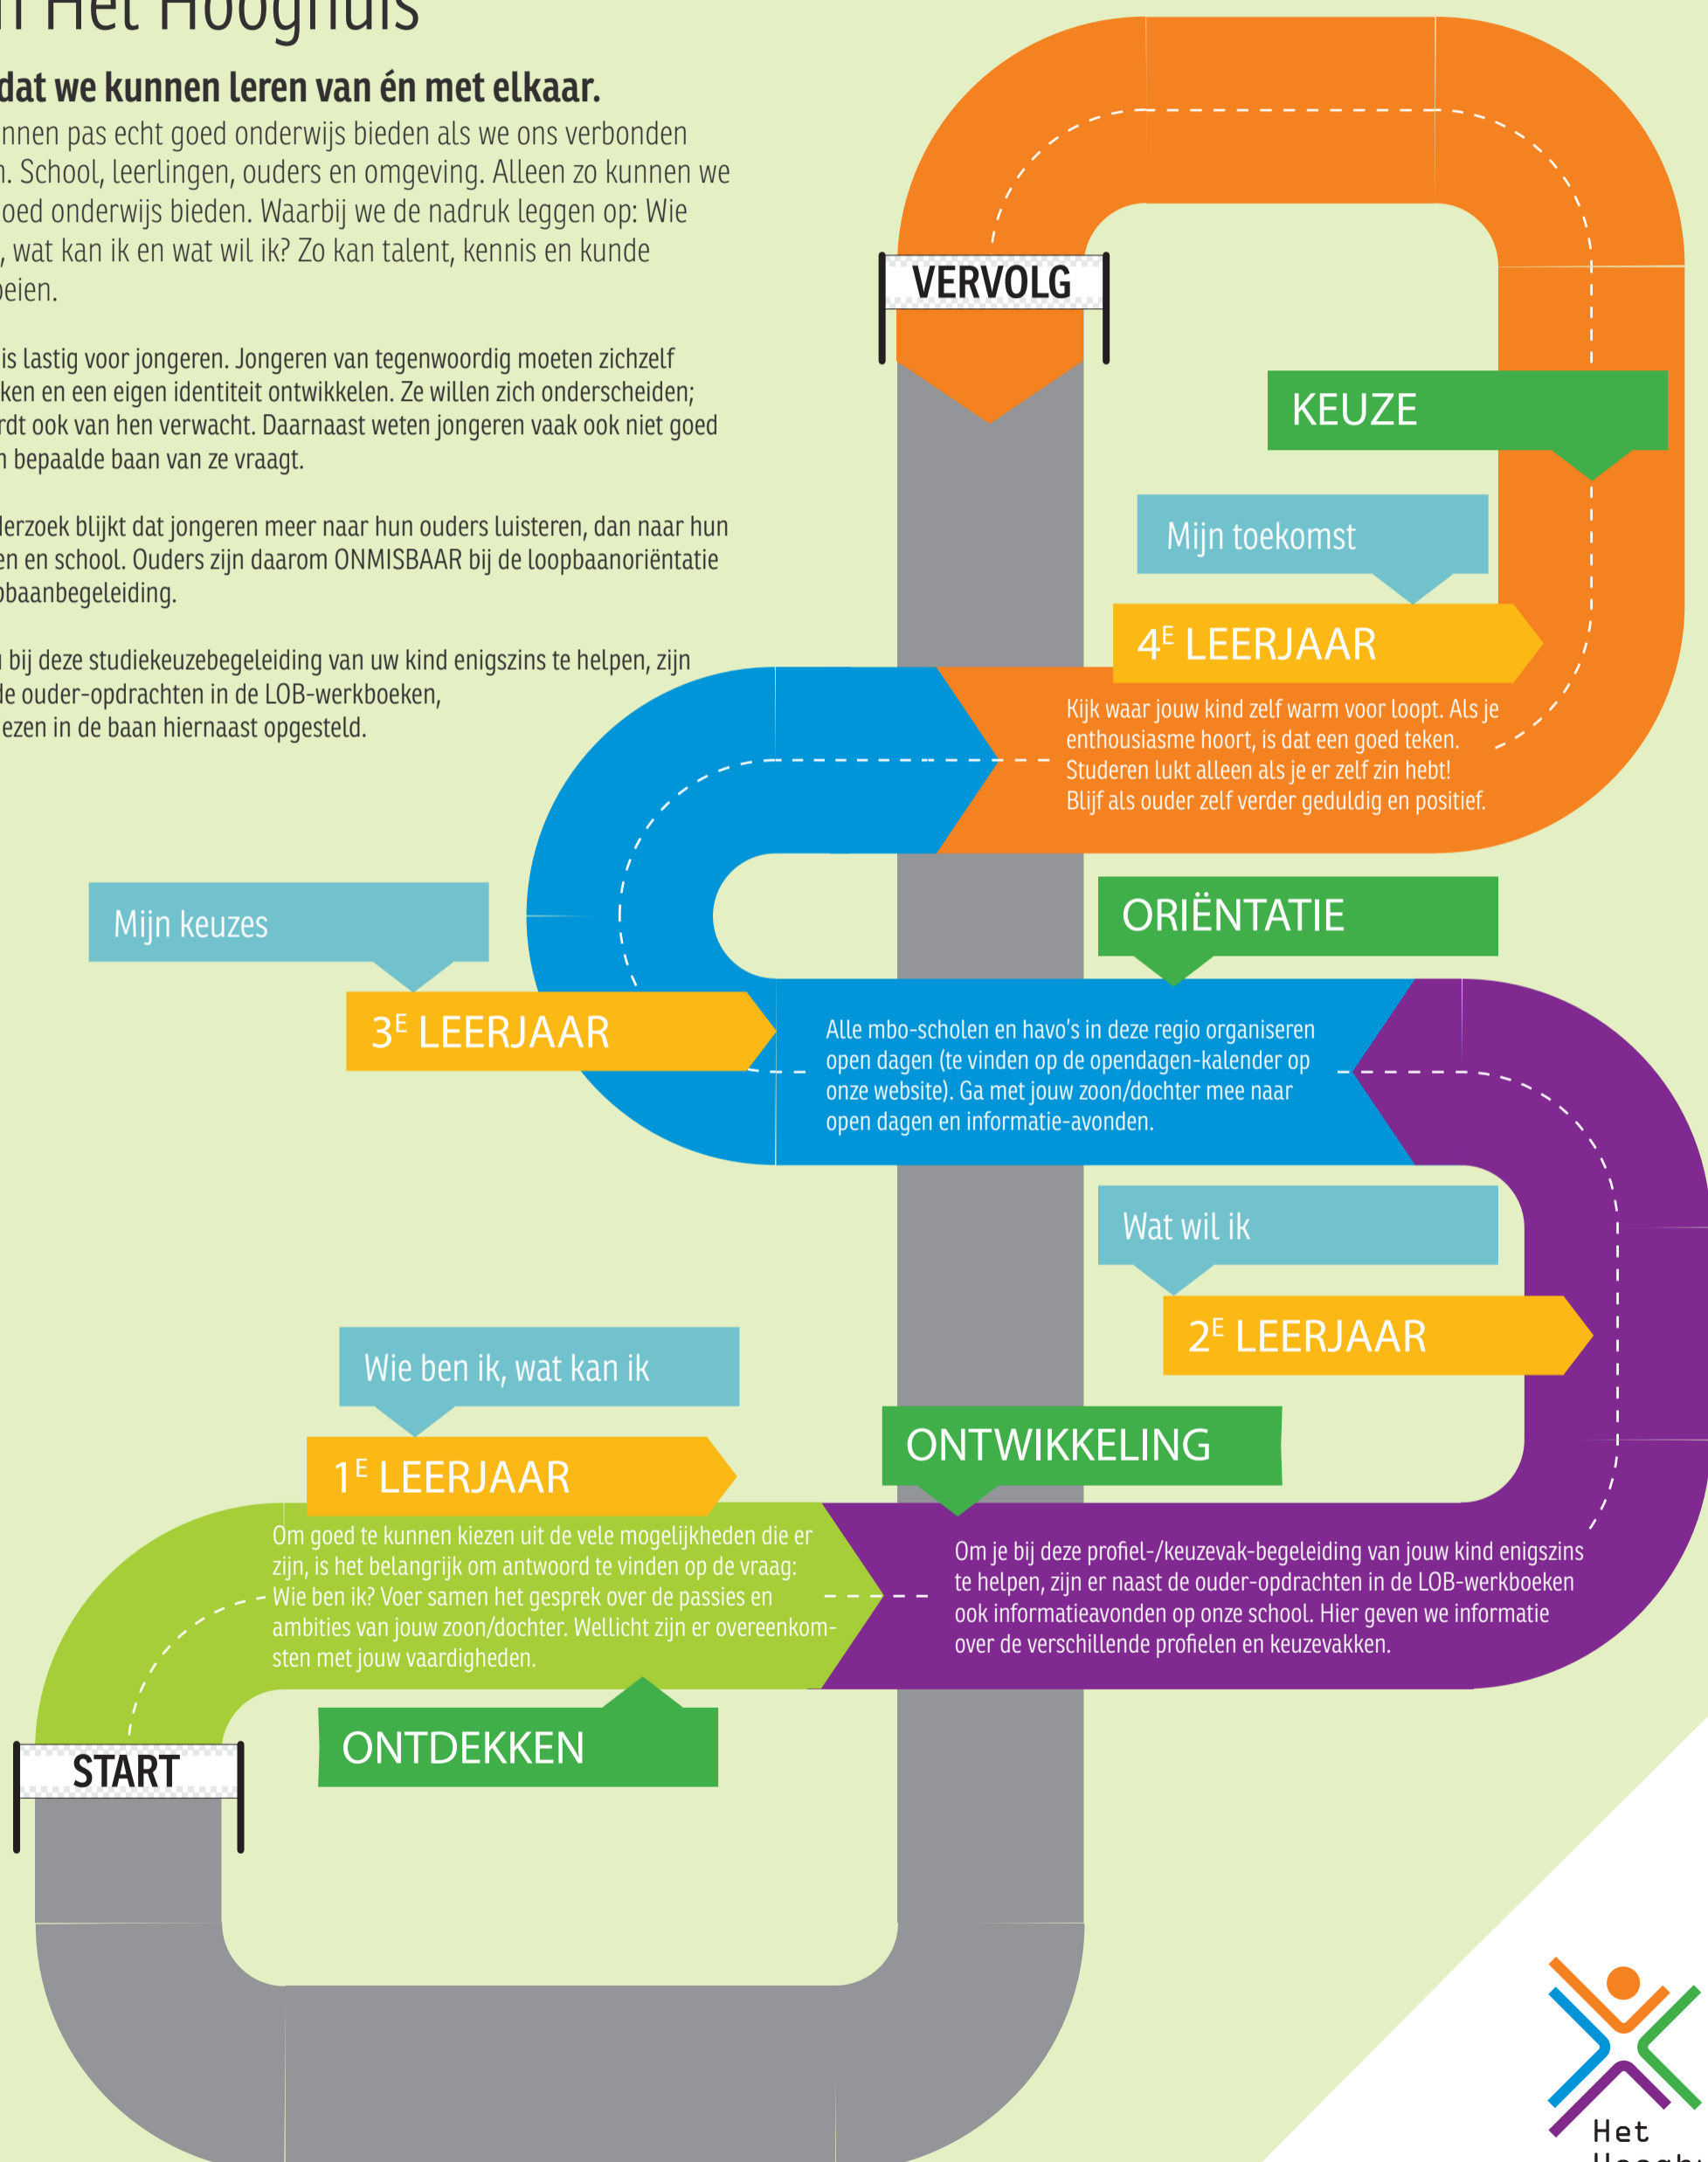 Het Hooghuis
dat we kunnen leren van én met elkaar.
nnen pas echt goed onderwijs bieden als we ons verbonden
. School, leerlingen, ouders en omgeving. Alleen zo kunnen we
oed onderwijs bieden. Waarbij we de nadruk leggen op: Wie
, wat kan ik en wat wil ik? Zo kan talent, kennis en kunde
eien.
is lastig voor jongeren. Jongeren van tegenwoordig moeten zichzelf
ken en een eigen identiteit ontwikkelen. Ze willen zich onderscheiden;
rdt ook van hen verwacht. Daarnaast weten jongeren vaak ook niet goed
n bepaalde baan van ze vraagt.
derzoek blijkt dat jongeren meer naar hun ouders luisteren, dan naar hun
en en school. Ouders zijn daarom ONMISBAAR bij de loopbaanoriëntatie
pbaanbegeleiding.
u bij deze studiekeuzebegeleiding van uw kind enigszins te helpen, zijn
de ouder-opdrachten in de LOB-werkboeken,
ezen in de baan hiernaast opgesteld.
VERVOLG
KEUZE
Mijn toekomst
4E LEERJAAR
Kijk waar jouw kind zelf warm voor loopt. Als je
enthousiasme hoort, is dat een goed teken.
Studeren lukt alleen als je er zelf zin hebt!
Blijf als ouder zelf verder geduldig en positief.
ORIËNTATIE
Mijn keuzes
3E LEERJAAR
Alle mbo-scholen en havo's in deze regio organiseren
open dagen (te vinden op de opendagen-kalender op
onze website). Ga met jouw zoon/dochter mee naar
open dagen en informatie-avonden.
Wat wil ik
2E LEERJAAR
Wie ben ik, wat kan ik
1E LEERJAAR
ONTWIKKELING
Om goed te kunnen kiezen uit de vele mogelijkheden die er
zijn, is het belangrijk om antwoord te vinden op de vraag:
Wie ben ik? Voer samen het gesprek over de passies en
ambities van jouw zoon/dochter. Wellicht zijn er overeenkom-
sten met jouw vaardigheden.
Om je bij deze profiel-/keuzevak-begeleiding van jouw kind enigszins
te helpen, zijn er naast de ouder-opdrachten in de LOB-werkboeken
ook informatieavonden op onze school. Hier geven we informatie
over de verschillende profielen en keuzevakken.
ONTDEKKEN
START
Het